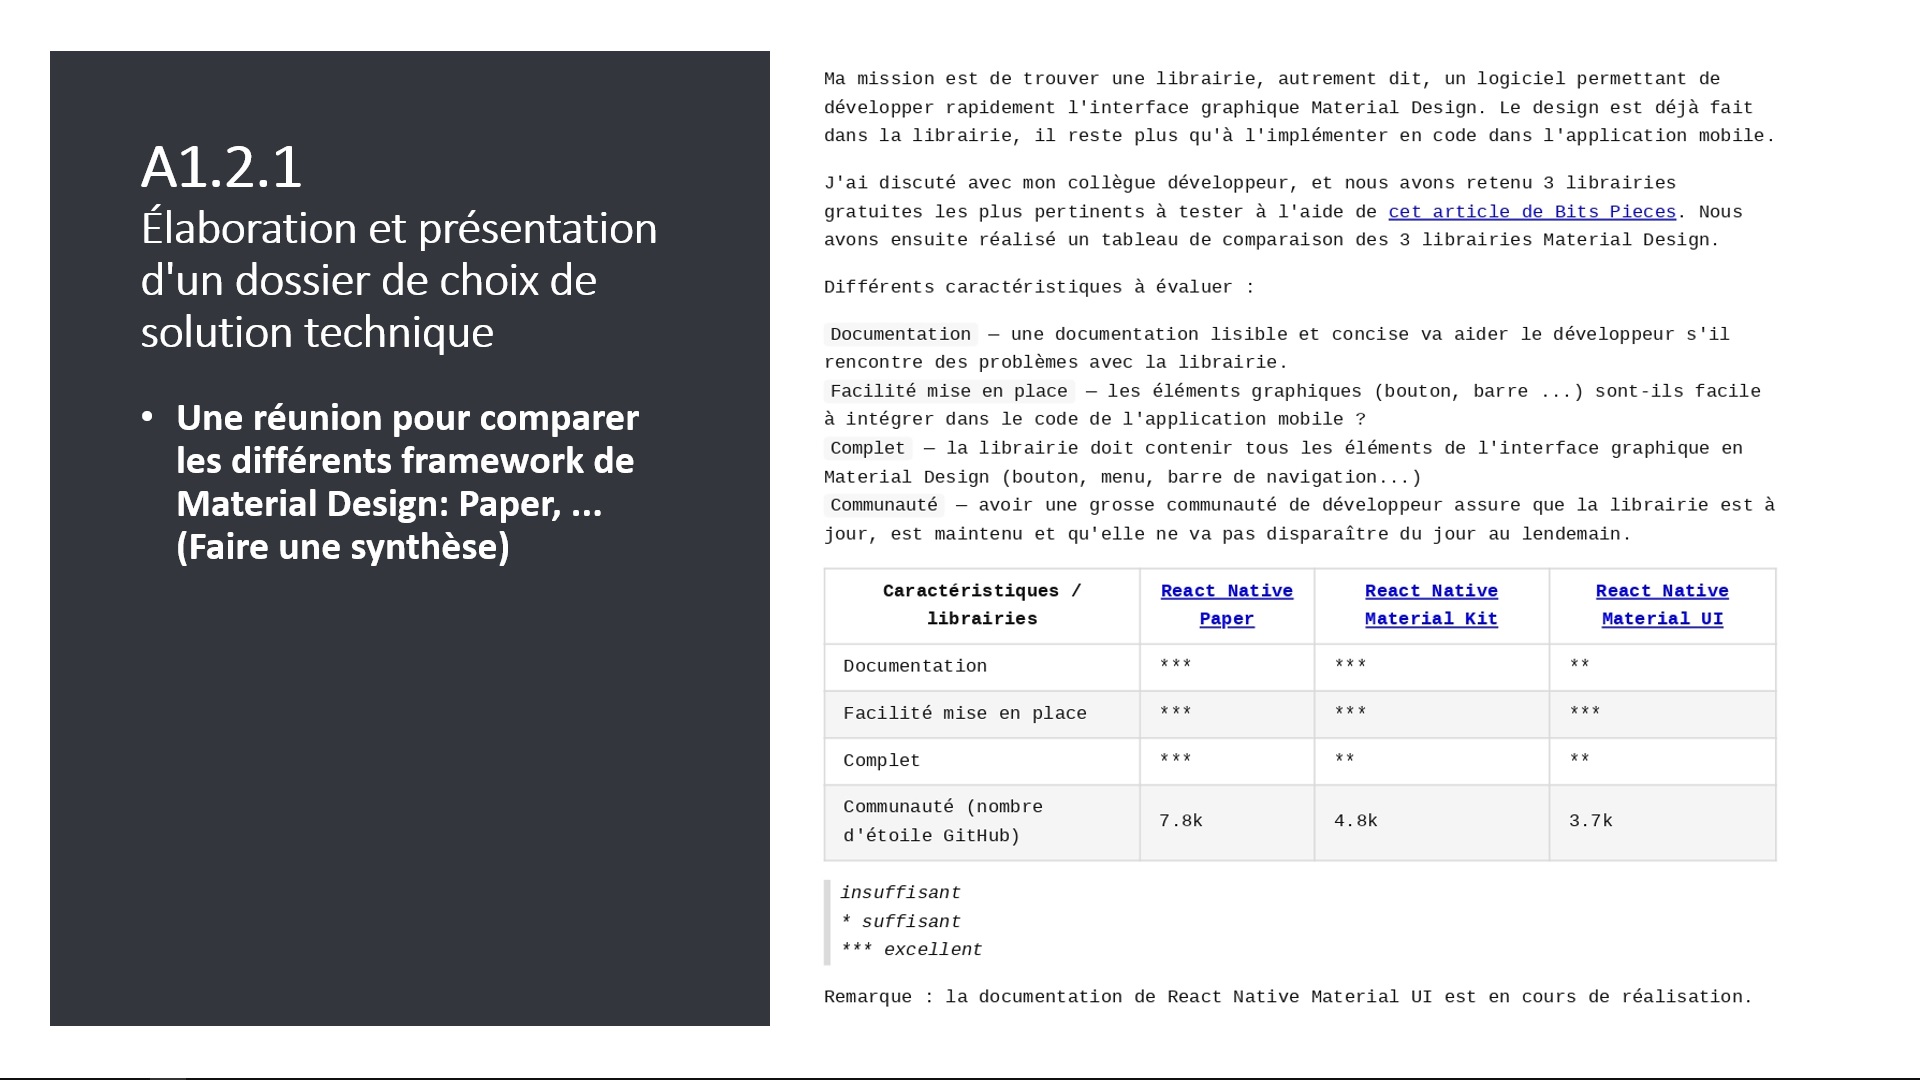 A1.2.1
Élaboration et présentation
d'un dossier de choix de
solution technique
• Une réunion pour comparer
les différents framework de
Material Design: Paper, ...
(Faire une synthèse)
Ma mission est de trouver une librairie, autrement dit, un logiciel permettant de
développer rapidement l'interface graphique Material Design. Le design est déjà fait
dans la librairie, il reste plus qu'à l'implémenter en code dans l'application mobile.
J'ai discuté avec mon collègue développeur, et nous avons retenu 3 librairies
gratuites les plus pertinents à tester à l'aide de cet article de Bits Pieces. Nous
avons ensuite réalisé un tableau de comparaison des 3 librairies Material Design.
Différents caractéristiques à évaluer :
Documentation — une documentation lisible et concise va aider le développeur s'il
rencontre des problèmes avec la librairie.
Facilité mise en place — les éléments graphiques (bouton, barre ...) sont-ils facile
à intégrer dans le code de l'application mobile ?
Complet — la librairie doit contenir tous les éléments de l'interface graphique en
Material Design (bouton, menu, barre de navigation...)
Communauté — avoir une grosse communauté de développeur assure que la librairie est à
jour, est maintenu et qu'elle ne va pas disparaître du jour au lendemain.
Caractéristiques / React Native React Native React Native
librairies Paper Material Kit Material UI
Documentation *** *** **
Facilité mise en place *** *** ***
Complet *** ** **
Communauté (nombre
d'étoile GitHub) 7.8k 4.8k 3.7k
insuffisant
* suffisant
*** excellent
Remarque : la documentation de React Native Material UI est en cours de réalisation.